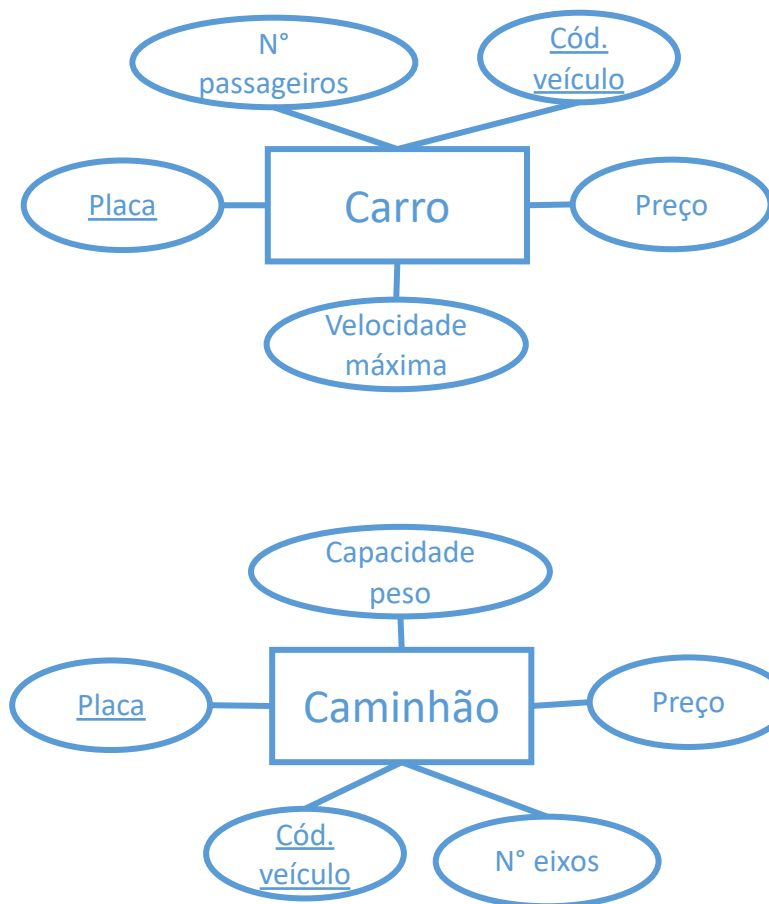 N°
passageiros
Cód.
veículo
Placa
Carro
Preço
Velocidade
máxima
Capacidade
peso
Placa
Caminhão
Preço
Cód.
veículo
N° eixos